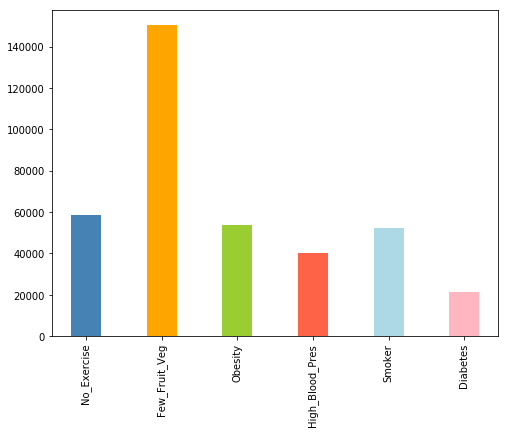 140000
120000
100000
80000
60000
40000
20000
0
No_Exercise
Few_Fruit_Veg
Obesity
High_Blood_Pres
Smoker
Diabetes